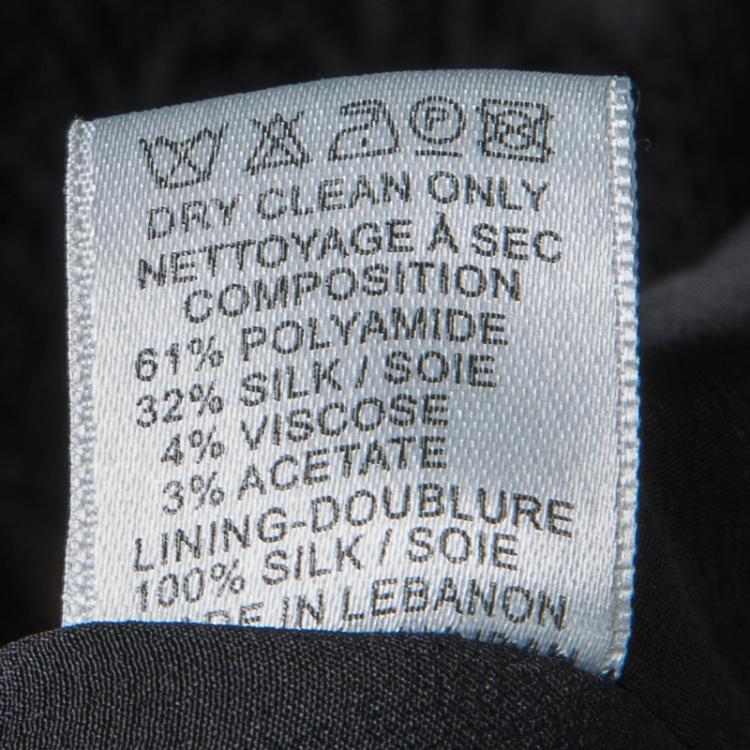 P
DRY CLEAN ONLY
NETTOYAGE À SEC
COMPOSITION
61% POLYAMIDE
32% SILK / SOIE
4% VISCOSE
3% ACETATE
LINING-DOUBLURE
100% SILK / SOIE
MADE IN LEBANON